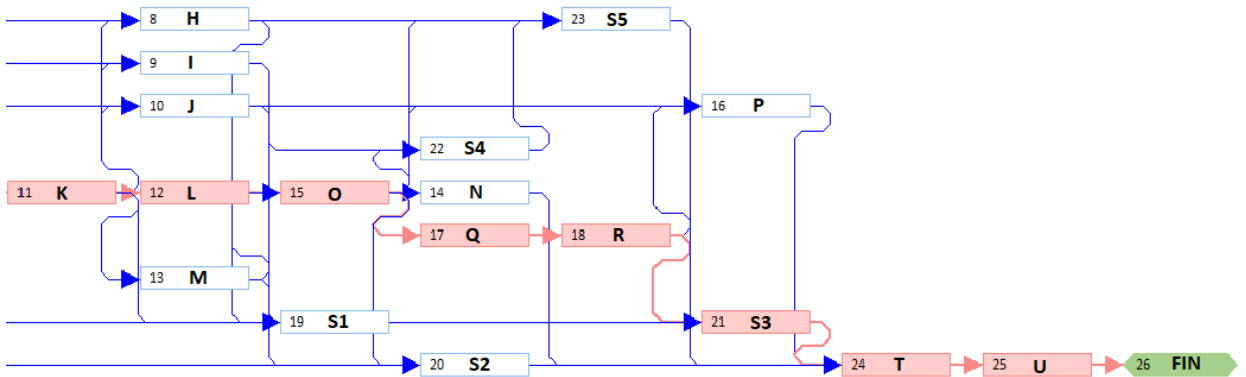 8 H
23 S5
9 I
10 J
16 P
22 S4
11 K
12 L
15 O
14 N
17 Q
18 R
13 M
19 S1
21 S3
20 S2
24 T
25 U
26 FIN